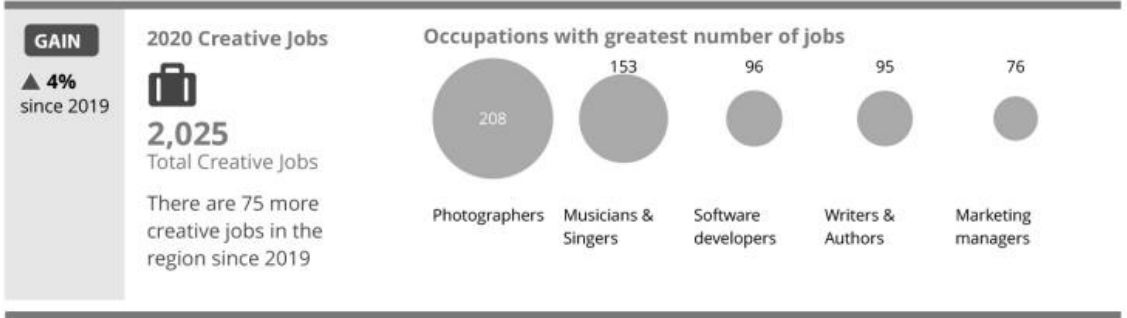 GAIN
▲ 4%
since 2019
2020 Creative Jobs
2,025
Total Creative Jobs
There are 75 more
creative jobs in the
region since 2019
Occupations with greatest number of jobs
208
153
96
95
76
Photographers
Musicians &
Singers
Software
developers
Writers &
Authors
Marketing
managers